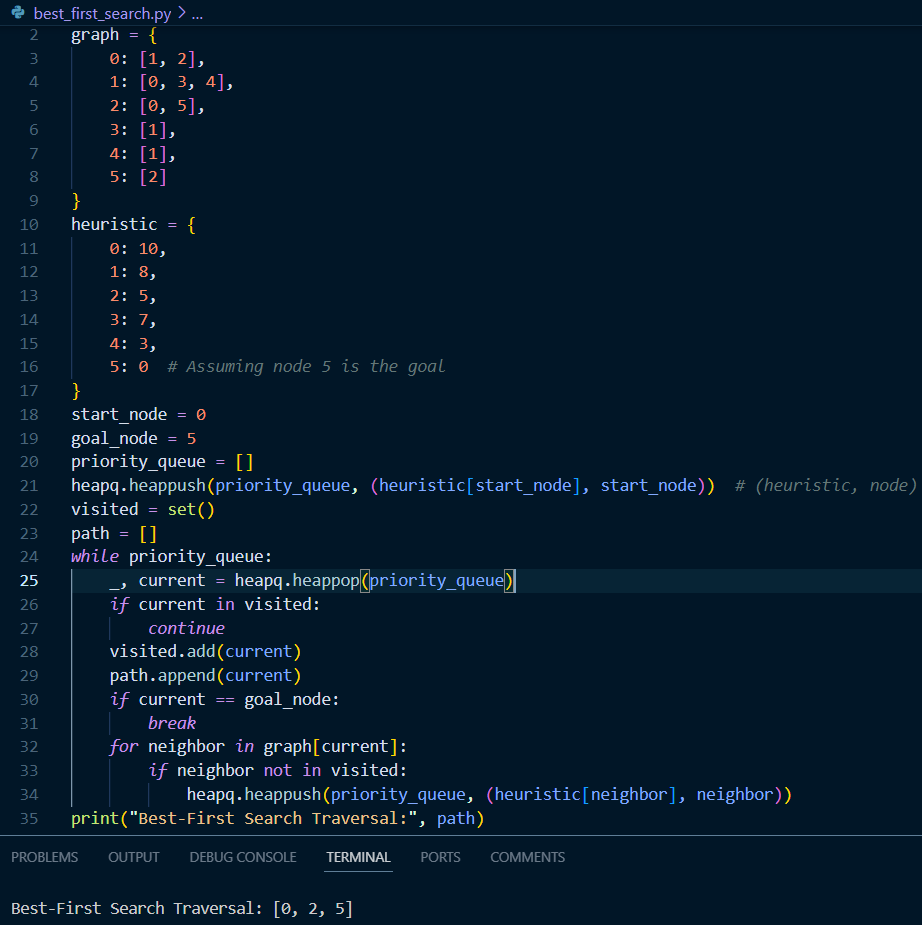 best_first_search.py > ...
2 graph = {
3     0: [1, 2],
4     1: [0, 3, 4],
5     2: [0, 5],
6     3: [1],
7     4: [1],
8     5: [2]
9 }
10 heuristic = {
11     0: 10,
12     1: 8,
13     2: 5,
14     3: 7,
15     4: 3,
16     5: 0  # Assuming node 5 is the goal
17 }
18 start_node = 0
19 goal_node = 5
20 priority_queue = []
21 heapq.heappush(priority_queue, (heuristic[start_node], start_node))  # (heuristic, node)
22 visited = set()
23 path = []
24 while priority_queue:
25     _, current = heapq.heappop(priority_queue)
26     if current in visited:
27         continue
28     visited.add(current)
29     path.append(current)
30     if current == goal_node:
31         break
32     for neighbor in graph[current]:
33         if neighbor not in visited:
34             heapq.heappush(priority_queue, (heuristic[neighbor], neighbor))
35 print("Best-First Search Traversal:", path)
PROBLEMS OUTPUT DEBUG CONSOLE TERMINAL PORTS COMMENTS
Best-First Search Traversal: [0, 2, 5]